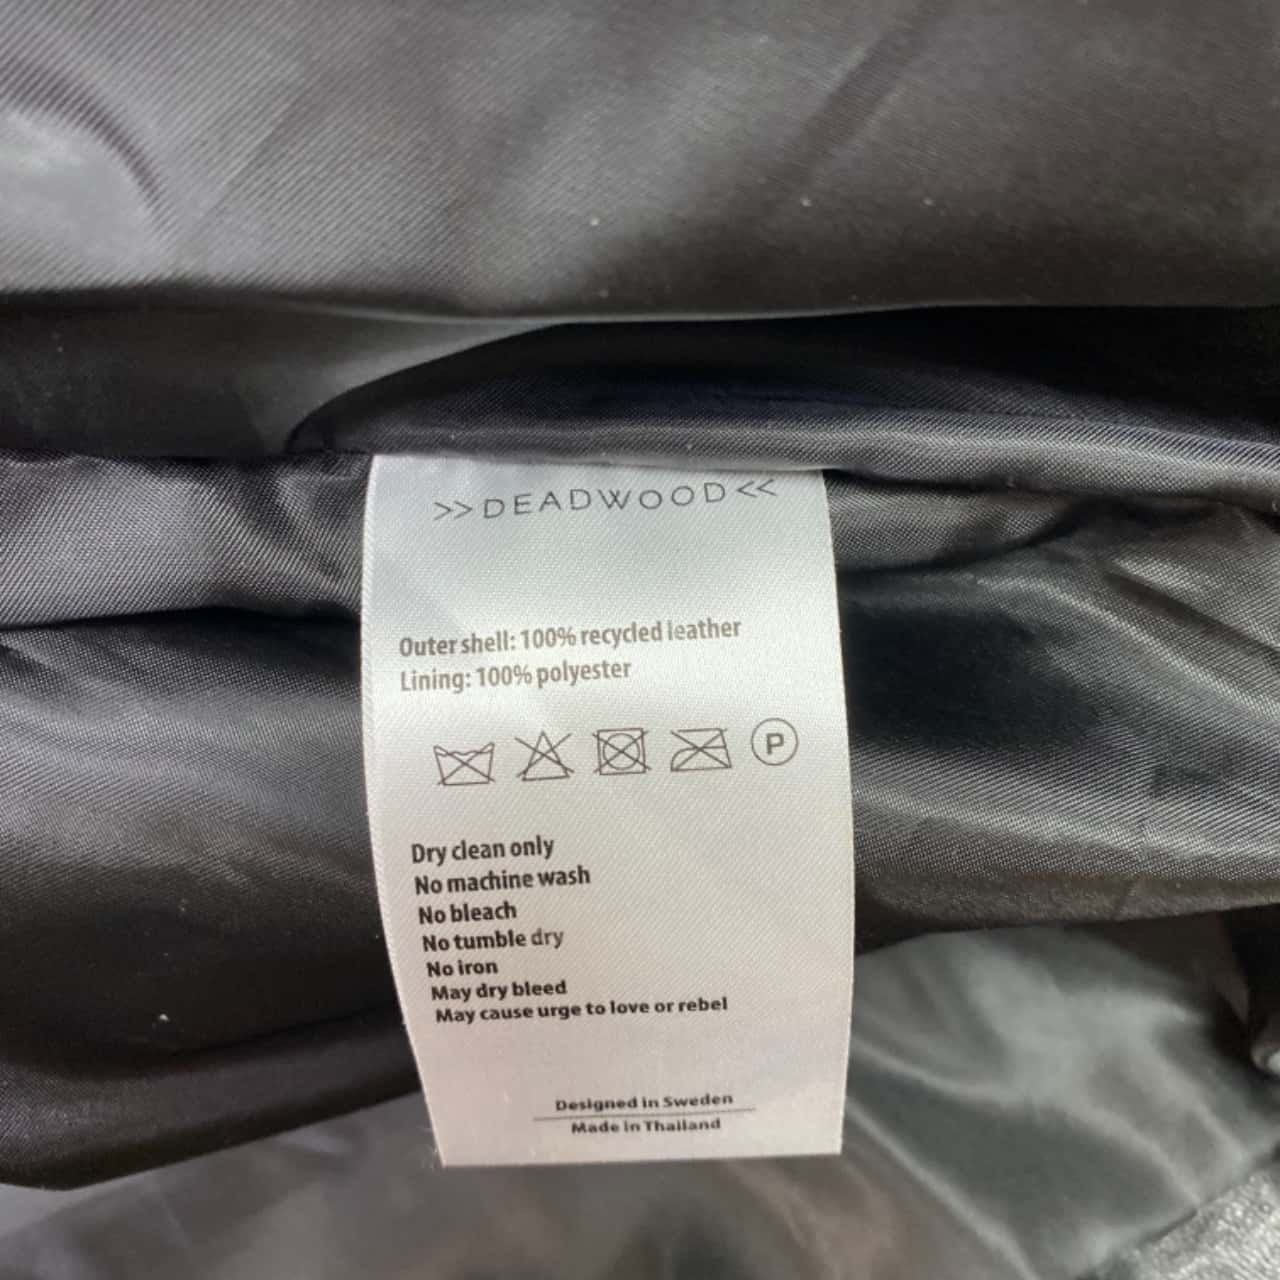 >>DEADWOOD<<
Outer shell: 100% recycled leather
Lining: 100% polyester
P
Dry clean only
No machine wash
No bleach
No tumble dry
No iron
May dry bleed
May cause urge to love or rebel
Designed in Sweden
Made in Thailand